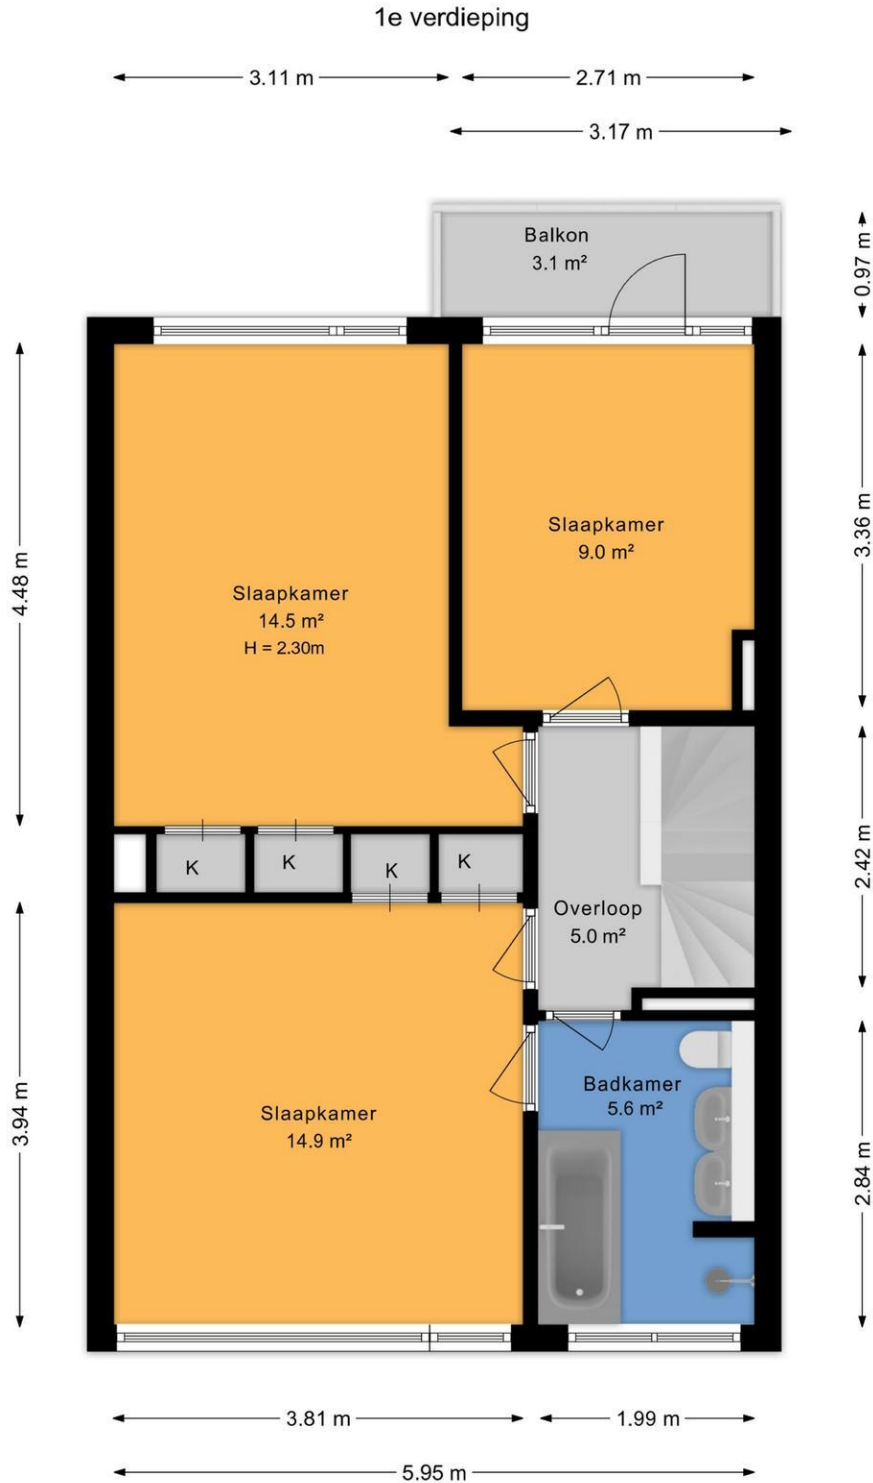 1e verdieping
3.11 m
2.71 m
3.17 m
Balkon
3.1 m²
0.97 m
4.48 m
3.36 m
Slaapkamer
9.0 m²
Slaapkamer
14.5 m²
H = 2.30m
K
K
K
K
2.42 m
Overloop
5.0 m²
3.94 m
Slaapkamer
14.9 m²
Badkamer
5.6 m²
2.84 m
3.81 m
1.99 m
5.95 m